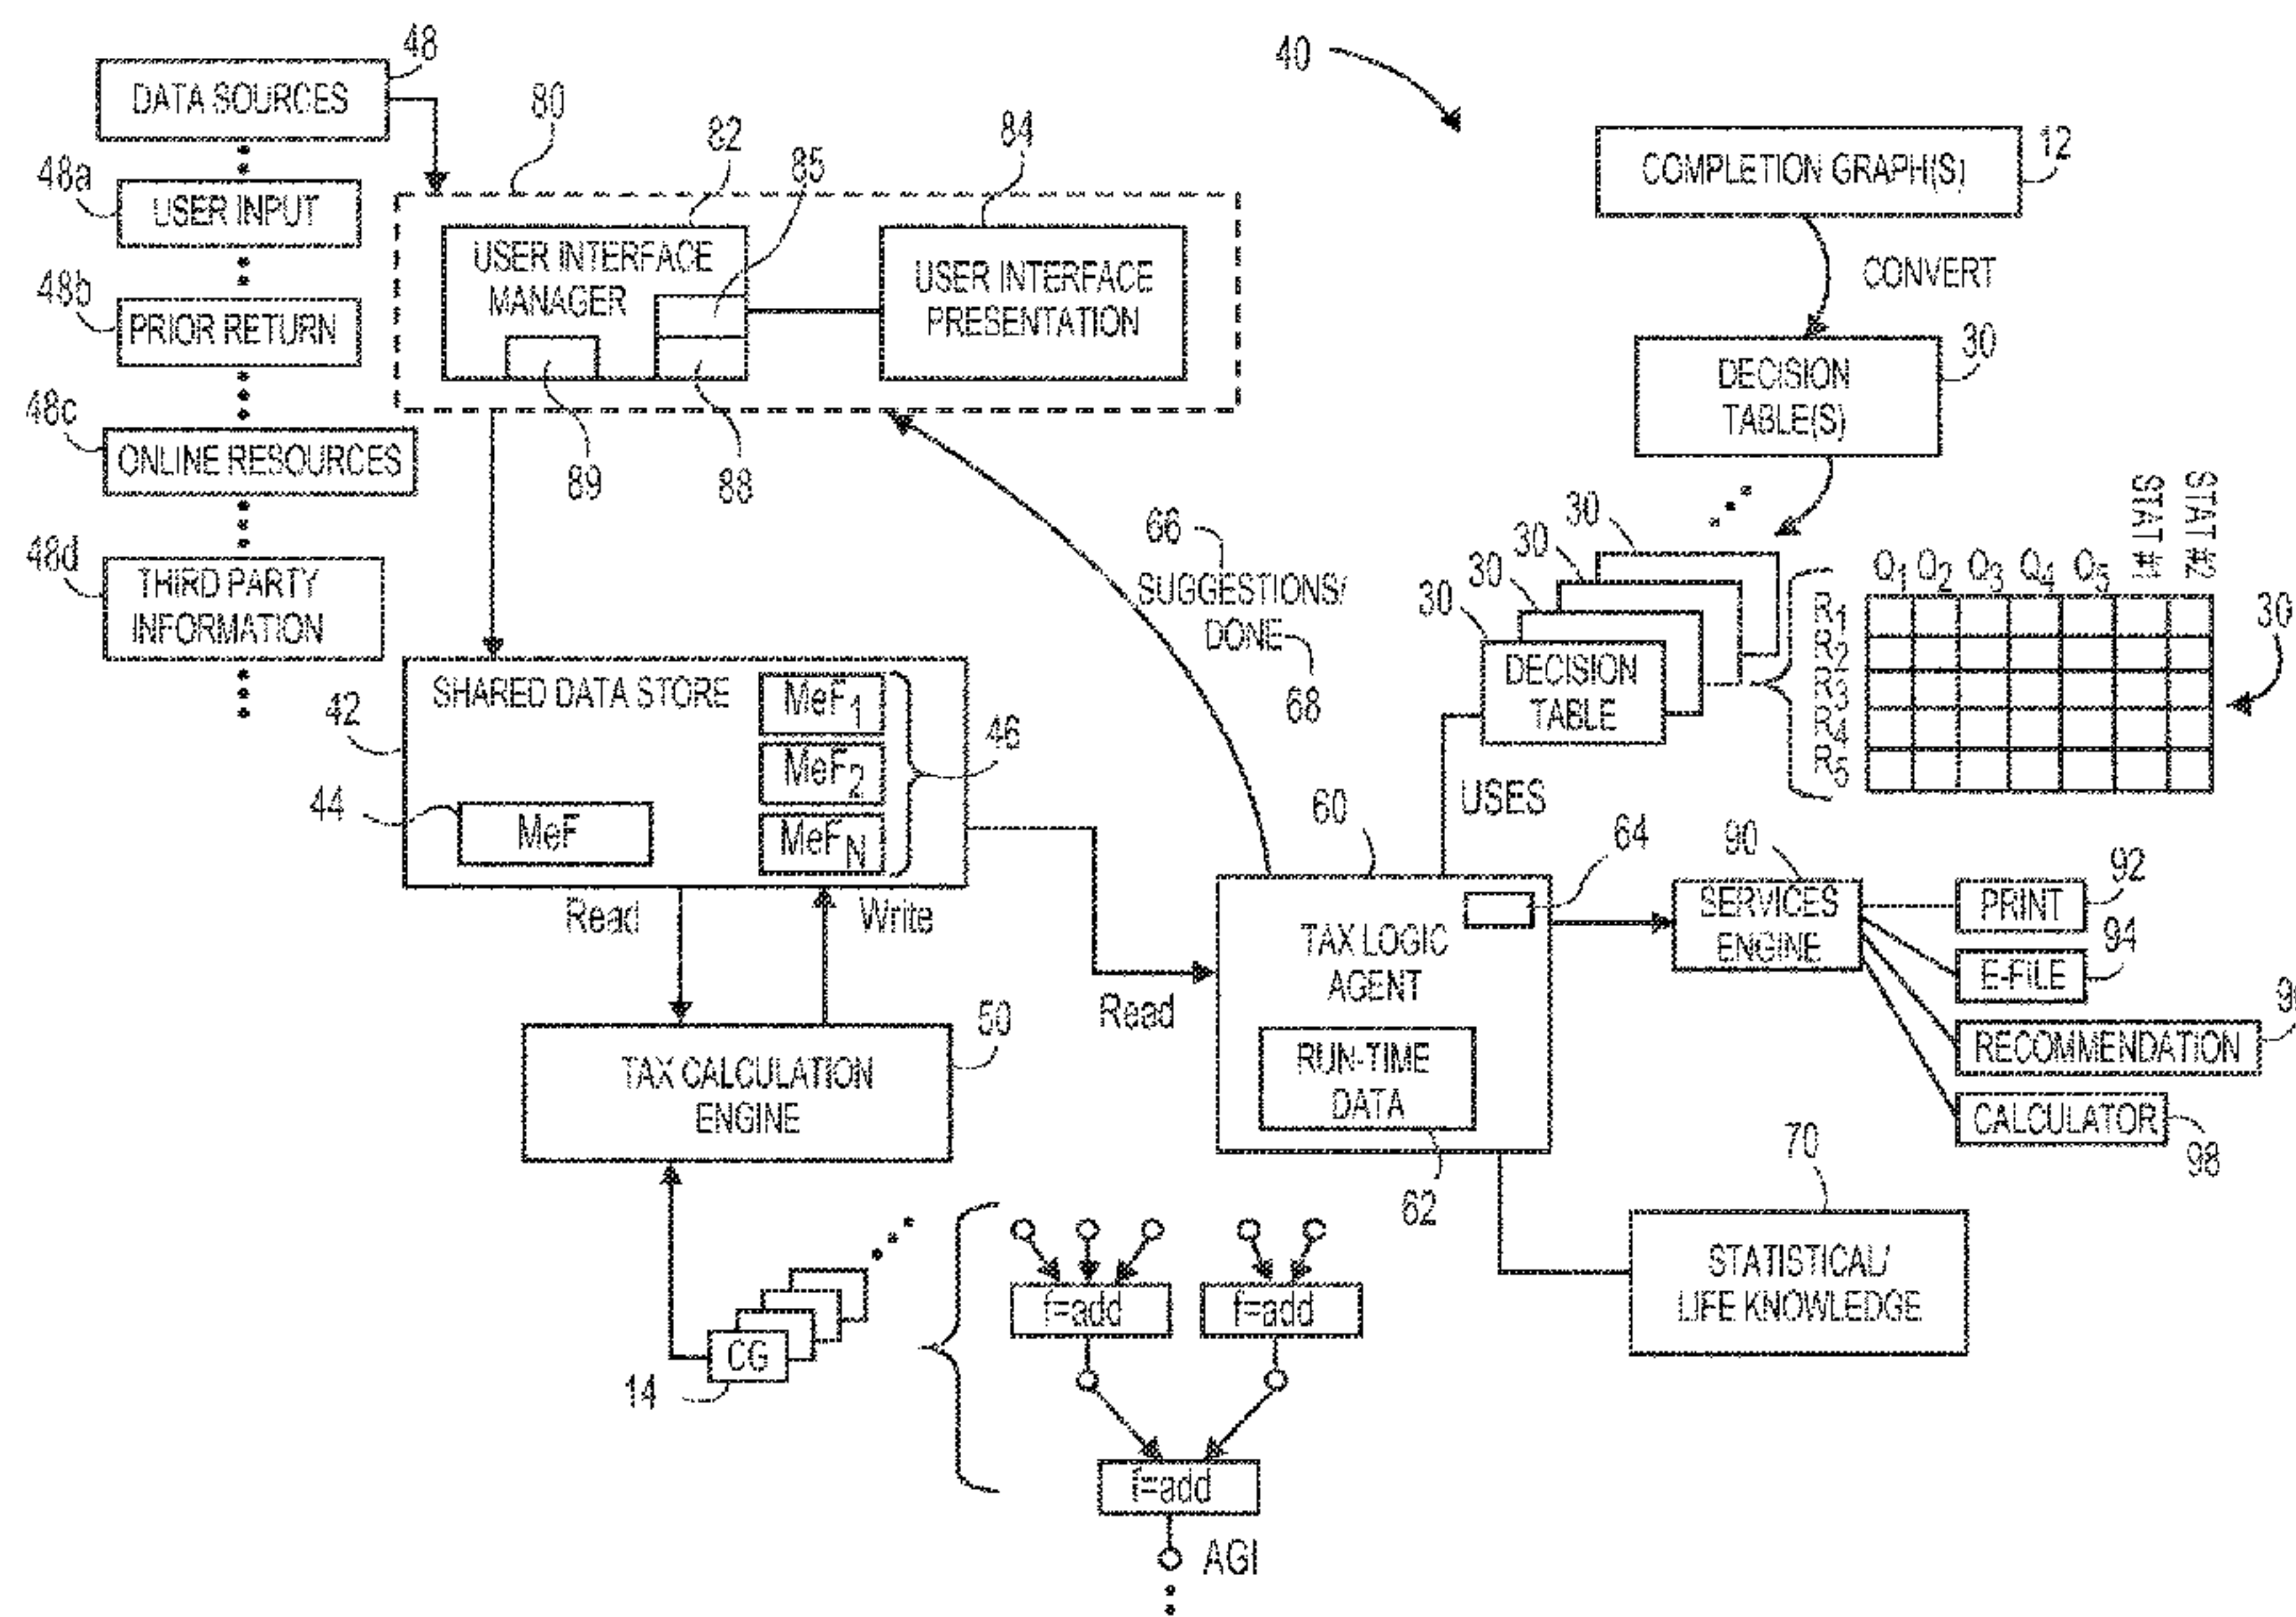 48
DATA SOURCES
48a
USER INPUT
48b
PRIOR RETURN
48c
ONLINE RESOURCES
48d
THIRD PARTY
INFORMATION
80
82
85
84
USER INTERFACE
MANAGER
USER INTERFACE
PRESENTATION
89
88
40
12
COMPLETION GRAPH(S)
CONVERT
30
DECISION
TABLE(S)
30
30
30
30
DECISION
TABLE
Q1 Q2 Q3 Q4 Q5 STAT #1 STAT #2
R1
R2
R3
R4
R5
30
66
SUGGESTIONS/
DONE
68
42
SHARED DATA STORE
MeF1
MeF2
MeFN
46
44
MeF
Read
Write
Read
USES
50
TAX CALCULATION
ENGINE
60
64
TAX LOGIC
AGENT
RUN-TIME
DATA
62
90
SERVICES
ENGINE
92
PRINT
94
E-FILE
RECOMMENDATION
CALCULATOR
98
70
STATISTICAL/
LIFE KNOWLEDGE
CG
14
f=add
f=add
f=add
AGI